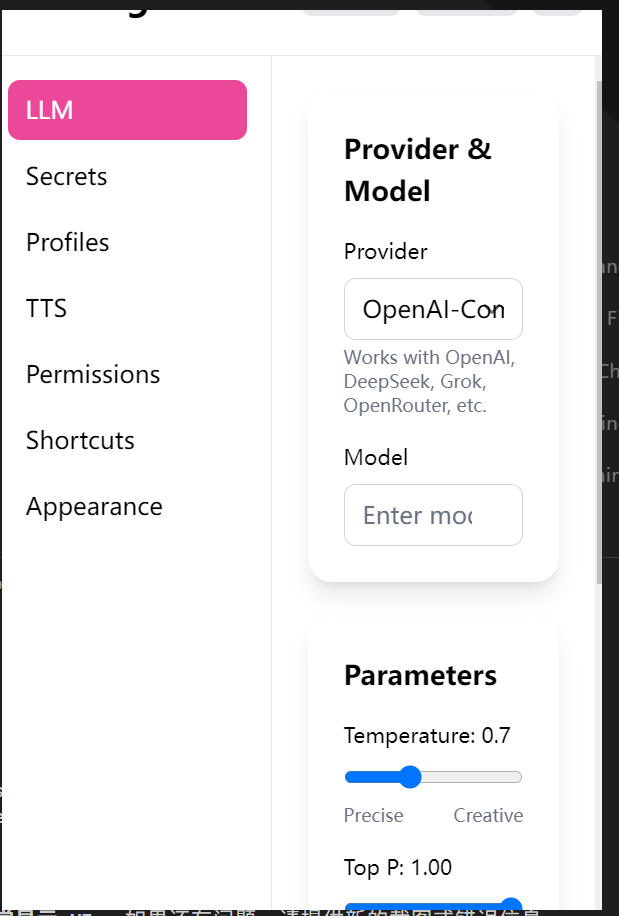 LLM
Secrets
Profiles
TTS
Permissions
Shortcuts
Appearance
Provider &
Model
Provider
OpenAI-Con
Works with OpenAI,
DeepSeek, Grok,
OpenRouter, etc.
Model
Enter mo
Parameters
Temperature: 0.7
Precise
Creative
Top P: 1.00